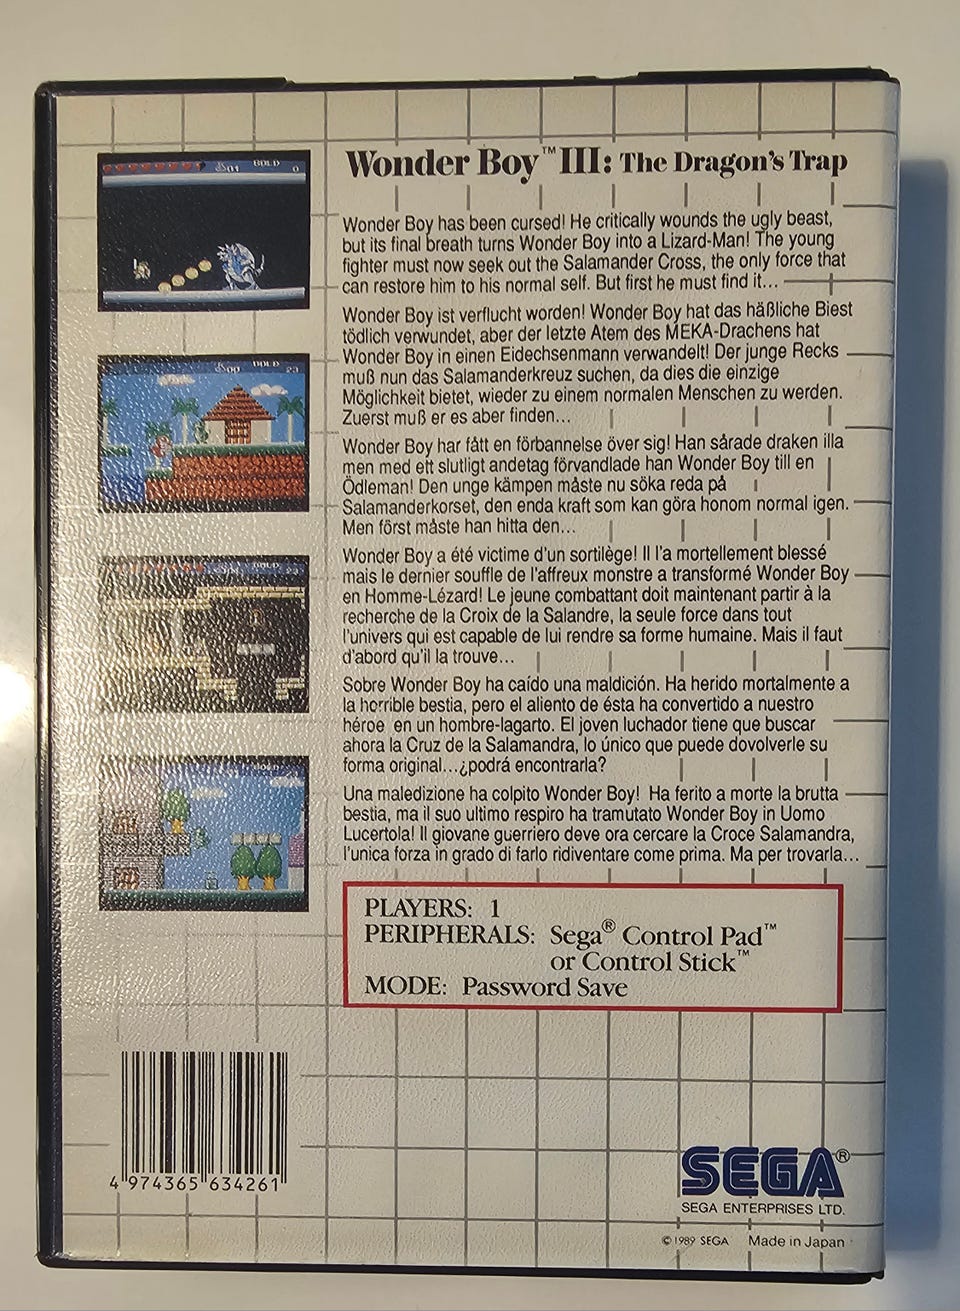 Wonder Boy™ III: The Dragon's Trap
Wonder Boy has been cursed! He critically wounds the ugly beast,
but its final breath turns Wonder Boy into a Lizard-Man! The young
fighter must now seek out the Salamander Cross, the only force that
can restore him to his normal self. But first he must find it...
Wonder Boy ist verflucht worden! Wonder Boy hat das häßliche Biest
tödlich verwundet, aber der letzte Atem des MEKA-Drachens hat
Wonder Boy in einen Eidechsenmann verwandelt! Der junge Recks
muß nun das Salamanderkreuz suchen, da dies die einzige
Möglichkeit bietet, wieder zu einem normalen Menschen zu werden.
Zuerst muß er es aber finden...
Wonder Boy har fått en förbannelse över sig! Han sårade draken illa
men med ett slutligt andetag förvandlade han Wonder Boy till en
Ödleman! Den unge kämpen måste nu söka reda på
Salamanderkorset, den enda kraft som kan göra honom normal igen.
Men först måste han hitta den...
Wonder Boy a été victime d'un sortilège! Il l'a mortellement blessé
mais le dernier souffle de l'affreux monstre a transformé Wonder Boy
en Homme-Lézard! Le jeune combattant doit maintenant partir à la
recherche de la Croix de la Salandre, la seule force dans tout
l'univers qui est capable de lui rendre sa forme humaine. Mais il faut
d'abord qu'il la trouve...
Sobre Wonder Boy ha caído una maldición. Ha herido mortalmente a
la horrible bestia, pero el aliento de ésta ha convertido a nuestro
héroe en un hombre-lagarto. El joven luchador tiene que buscar
ahora la Cruz de la Salamandra, lo único que puede dovolverle su
forma original...¿podrá encontrarla?
Una maledizione ha colpito Wonder Boy! Ha ferito a morte la brutta
bestia, ma il suo ultimo respiro ha tramutato Wonder Boy in Uomo
Lucertola! Il giovane guerriero deve ora cercare la Croce Salamandra,
l'unica forza in grado di farlo ridiventare come prima. Ma per trovarla...
PLAYERS: 1
PERIPHERALS: Sega® Control Pad™
or Control Stick™
MODE: Password Save
4 974365 634261
SEGA®
SEGA ENTERPRISES LTD.
© 1989 SEGA Made in Japan